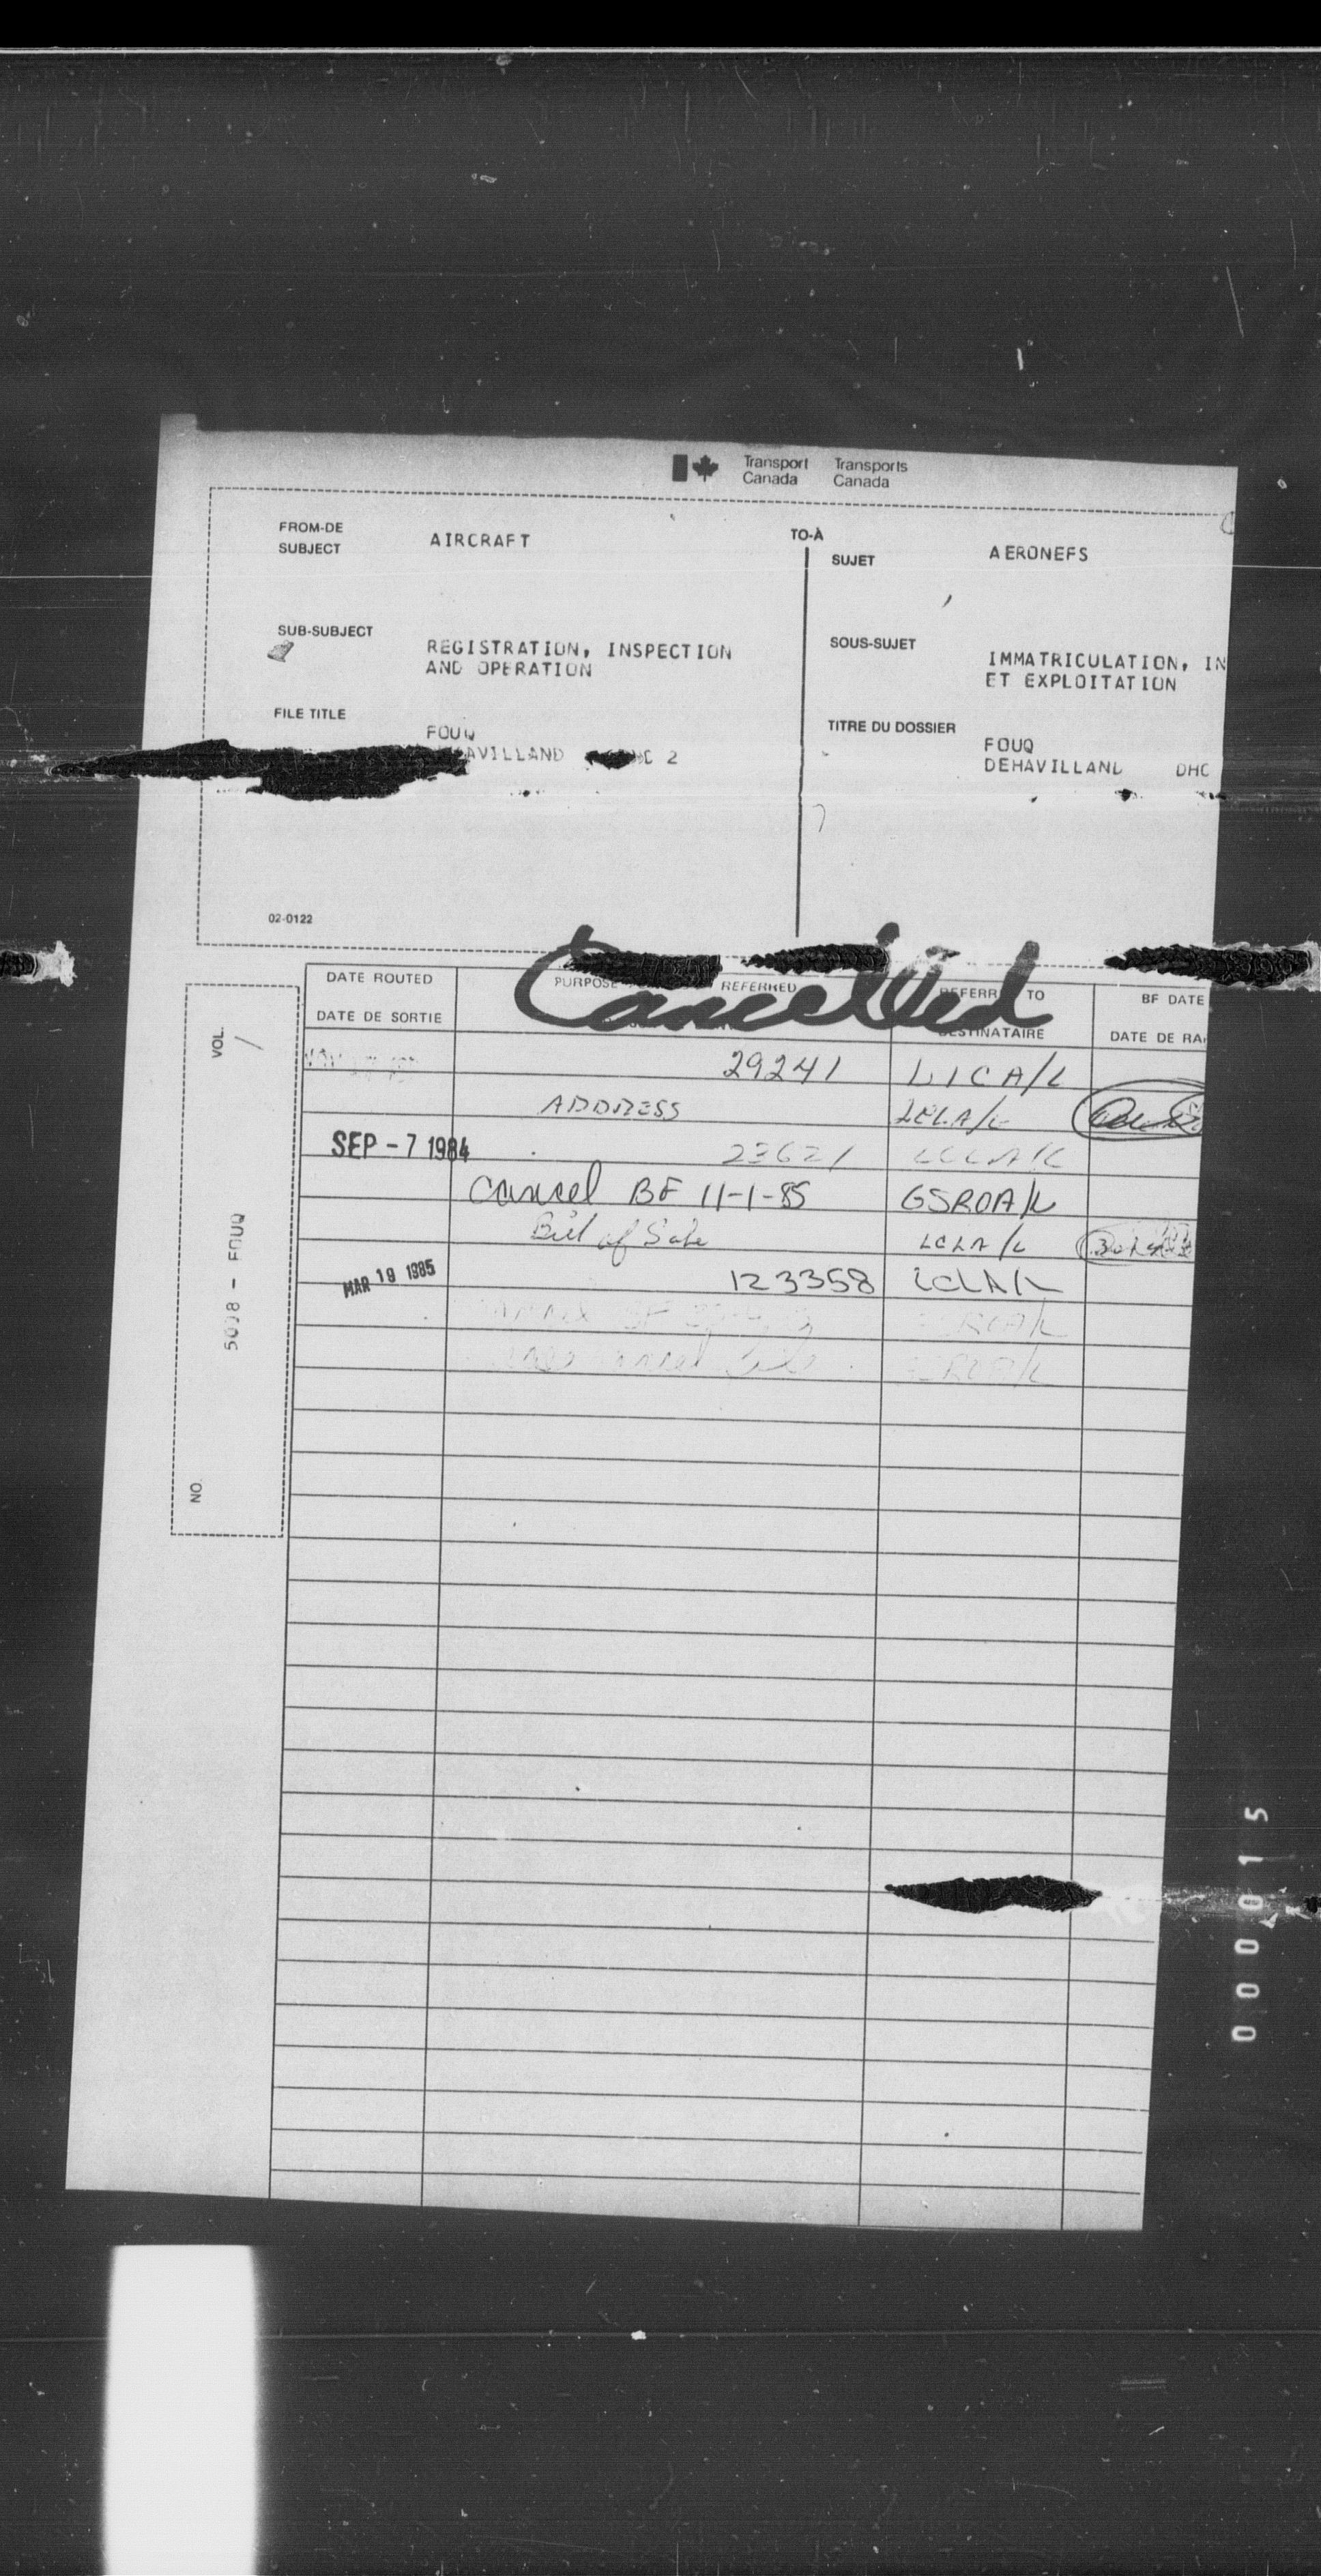 Transport Canada Transports Canada
FROM-DE
SUBJECT AIRCRAFT
TO-À
SUJET AERONEFS
SUB-SUBJECT REGISTRATION, INSPECTION
AND OPERATION
SOUS-SUJET IMMATRICULATION, IN
ET EXPLOITATION
FILE TITLE FOUQ
AVILLAND C 2
TITRE DU DOSSIER FOUQ
DEHAVILLAND DHC
02-0122
Cancelled
DATE ROUTED PURPOSE REFERRED REFERR TO BF DATE
DATE DE SORTIE DESTINATAIRE DATE DE RA
29241 LICA/L
ADDRESS LCLA/L
SEP - 7 1984 23621 LCLA/L
Cancel BF 11-1-85 GSROA/L
Bill of Sale LCLA/L
MAR 19 1985 123358 LCLA/L
VOL. /
5008 - FOUQ
NO.
000015